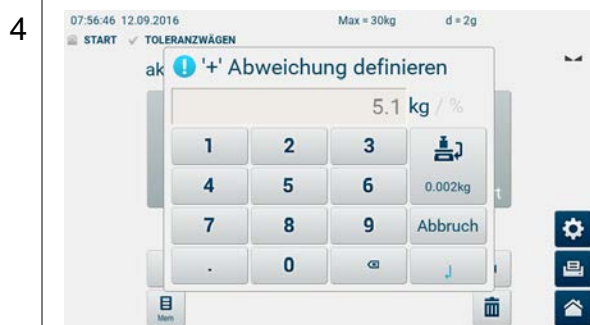 4
07:56:46 12.09.2016 Max = 30kg d = 2g
START TOLERANZWÄGEN
ak '+' Abweichung definieren
5.1 kg / %
1 2 3
4 5 6 0.002kg
7 8 9 Abbruch
. 0
Mem